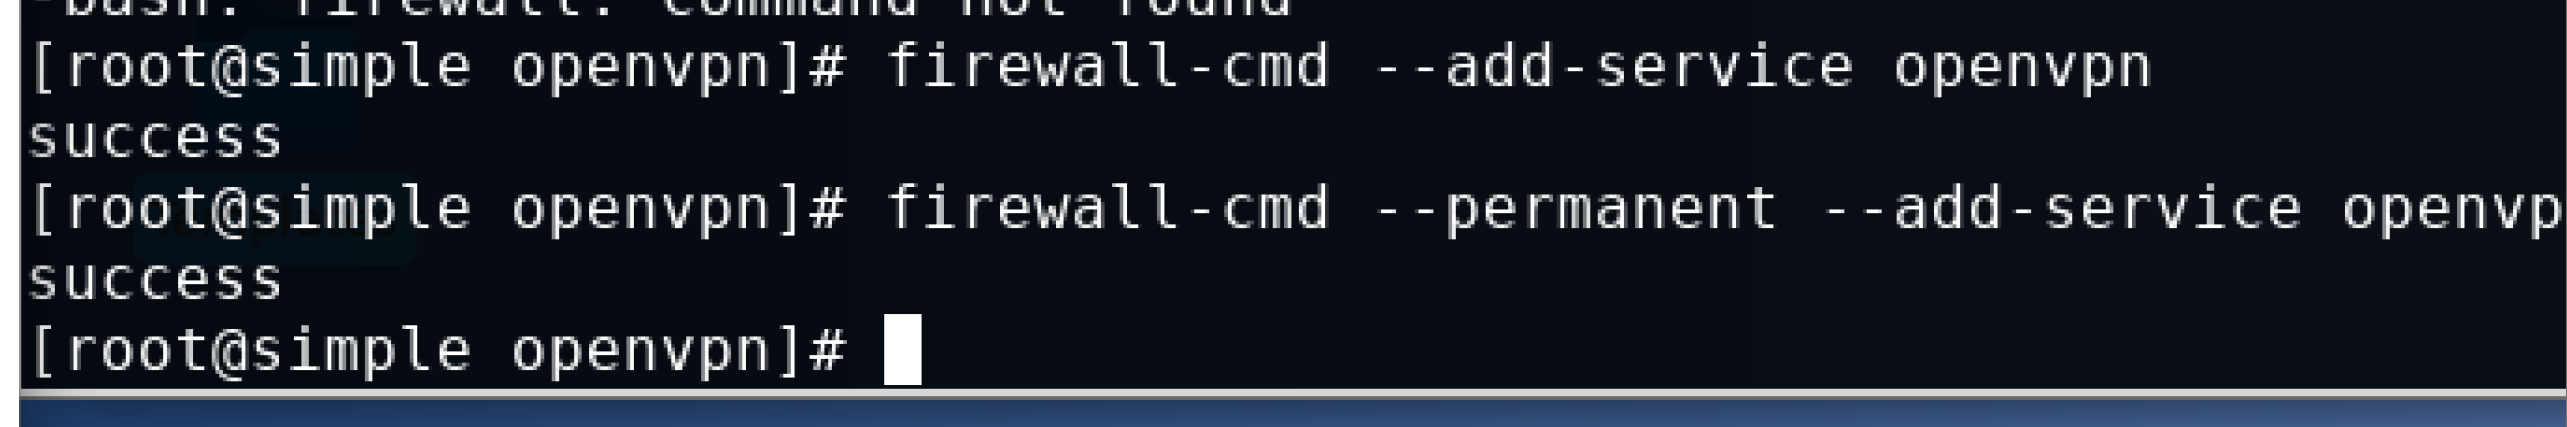 -bash: firewall: command not found
[root@simple openvpn]# firewall-cmd --add-service openvpn
success
[root@simple openvpn]# firewall-cmd --permanent --add-service openvp
success
[root@simple openvpn]#